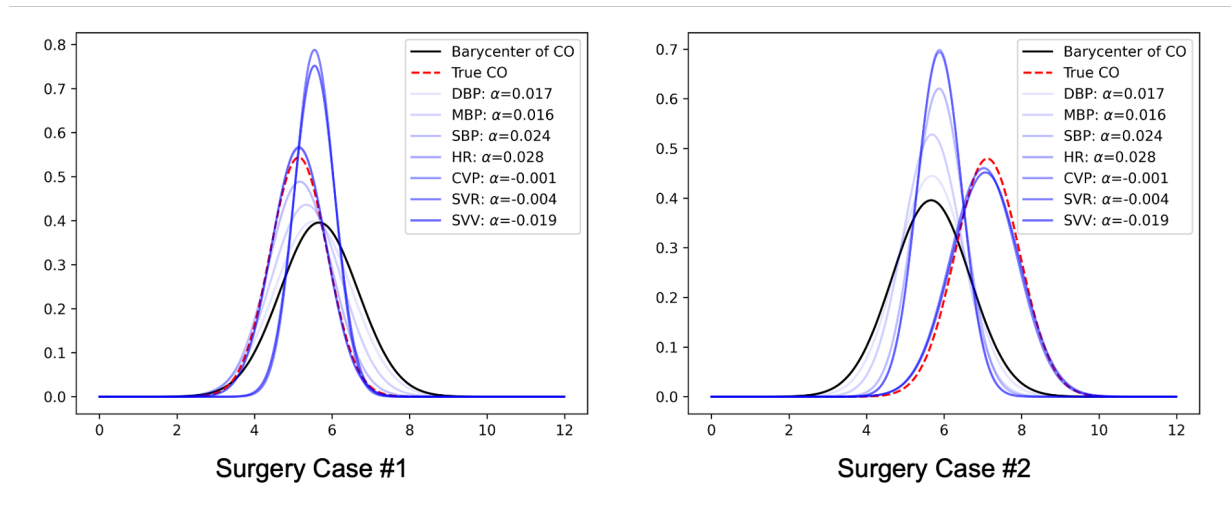 0.8
0.7
0.6
0.5
0.4
0.3
0.2
0.1
0.0
0 2 4 6 8 10 12
Barycenter of CO
True CO
DBP: α=0.017
MBP: α=0.016
SBP: α=0.024
HR: α=0.028
CVP: α=-0.001
SVR: α=-0.004
SVV: α=-0.019
Surgery Case #1
0.7
0.6
0.5
0.4
0.3
0.2
0.1
0.0
0 2 4 6 8 10 12
Barycenter of CO
True CO
DBP: α=0.017
MBP: α=0.016
SBP: α=0.024
HR: α=0.028
CVP: α=-0.001
SVR: α=-0.004
SVV: α=-0.019
Surgery Case #2